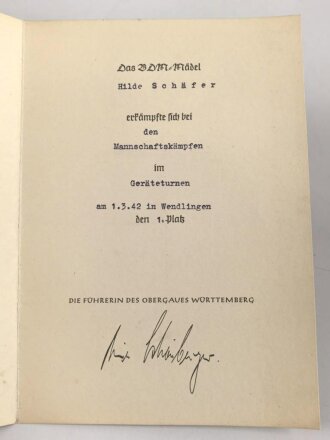 Das BDM-Mädel
Hilde Schäfer
erkämpfte sich bei
den
Mannschaftskämpfen
im
Geräteturnen
am 1.3.42 in Wendlingen
den 1. Platz
DIE FÜHRERIN DES OBERGAUES WÜRTTEMBERG